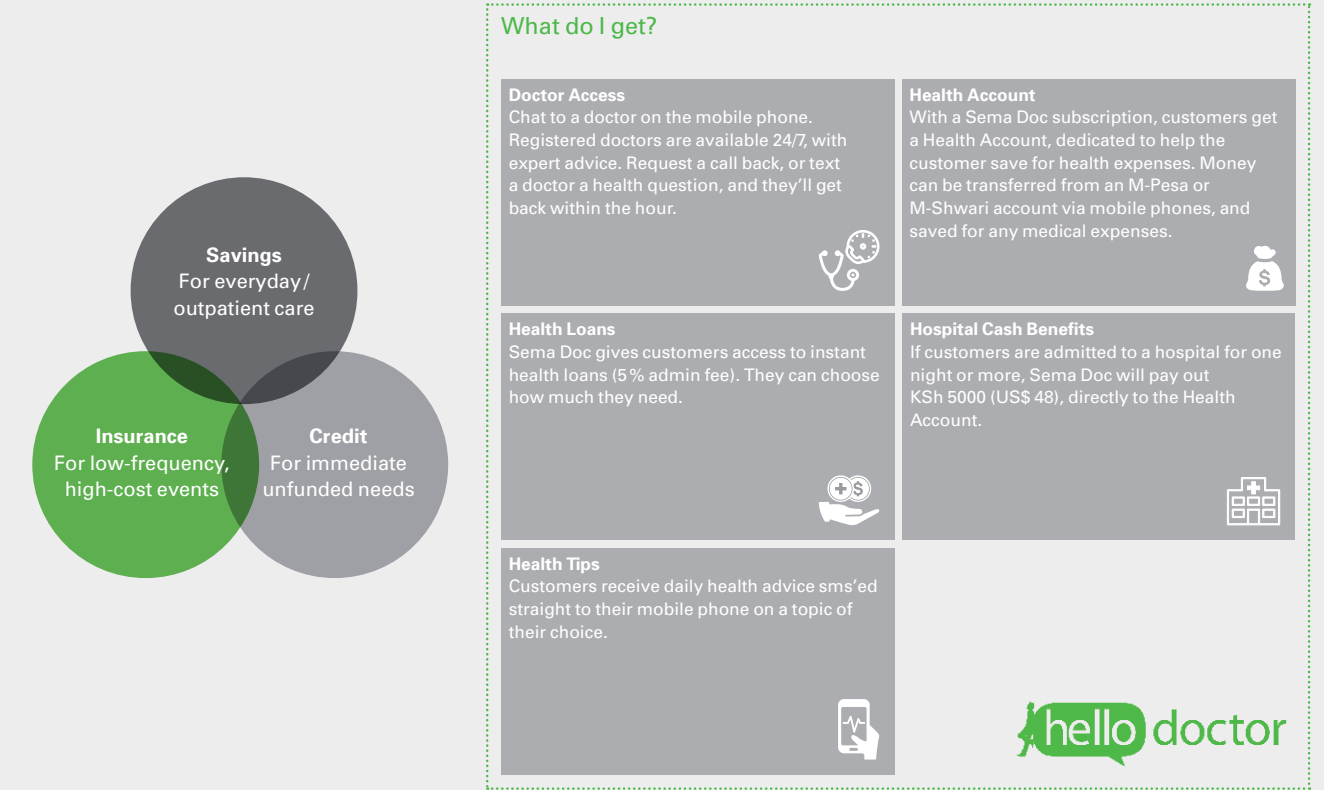 What do I get?
Doctor Access
Chat to a doctor on the mobile phone.
Registered doctors are available 24/7, with
expert advice. Request a call back, or text
a doctor a health question, and they’ll get
back within the hour.
Health Account
With a Sema Doc subscription, customers get
a Health Account, dedicated to help the
customer save for health expenses. Money
can be transferred from an M-Pesa or
M-Shwari account via mobile phones, and
saved for any medical expenses.
Savings
For everyday/
outpatient care
Insurance
For low-frequency,
high-cost events
Credit
For immediate
unfunded needs
Health Loans
Sema Doc gives customers access to instant
health loans (5% admin fee). They can choose
how much they need.
Hospital Cash Benefits
If customers are admitted to a hospital for one
night or more, Sema Doc will pay out
KSh 5000 (US$ 48), directly to the Health
Account.
Health Tips
Customers receive daily health advice sms’ed
straight to their mobile phone on a topic of
their choice.
hello doctor